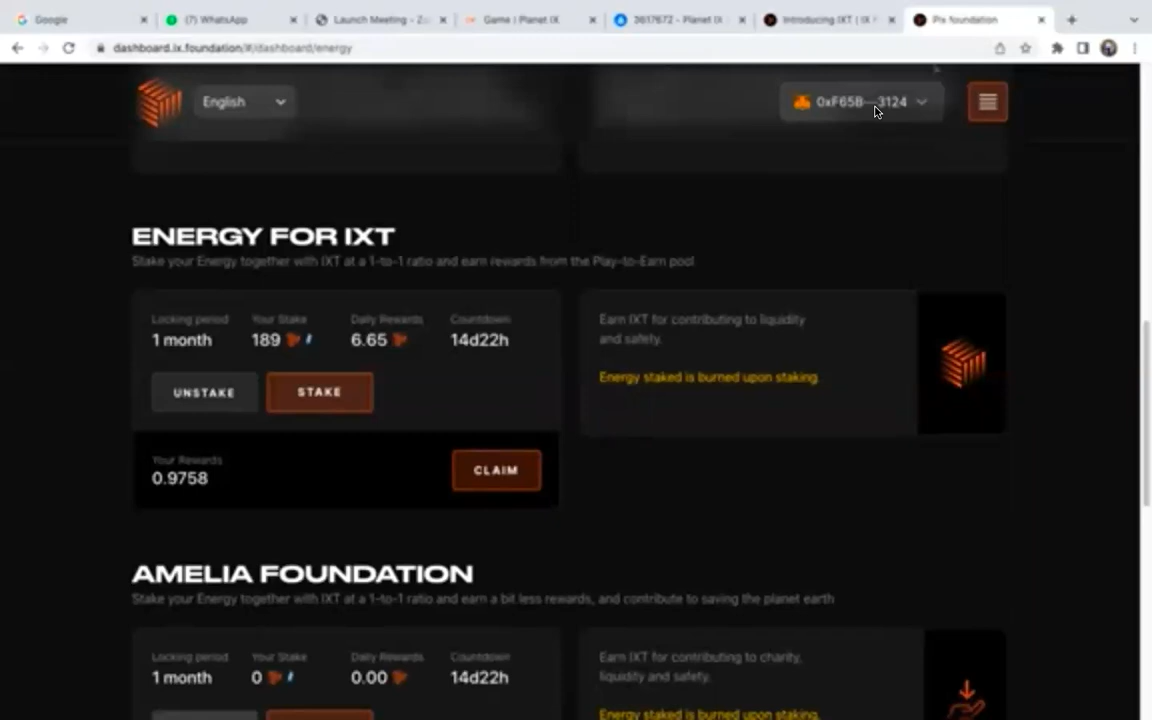 Google
(7) WhatsApp
Launch Meeting - Z
Game | Planet IX
3617672 - Planet IX
Introducing IXT | IX
Pix foundation
dashboard.ix.foundation/#/dashboard/energy
English
0xF65B 3124
ENERGY FOR IXT
Stake your Energy together with IXT at a 1-to-1 ratio and earn rewards from the Play-to-Earn pool
Locking period Your Stake Daily Rewards Countdown
1 month 189 6.65 14d22h
UNSTAKE STAKE
Your Rewards
0.9758
CLAIM
Earn IXT for contributing to liquidity
and safety.
Energy staked is burned upon staking.
AMELIA FOUNDATION
Stake your Energy together with IXT at a 1-to-1 ratio and earn a bit less rewards, and contribute to saving the planet earth
Locking period Your Stake Daily Rewards Countdown
1 month 0 0.00 14d22h
Earn IXT for contributing to charity,
liquidity and safety.
Energy staked is burned upon staking.